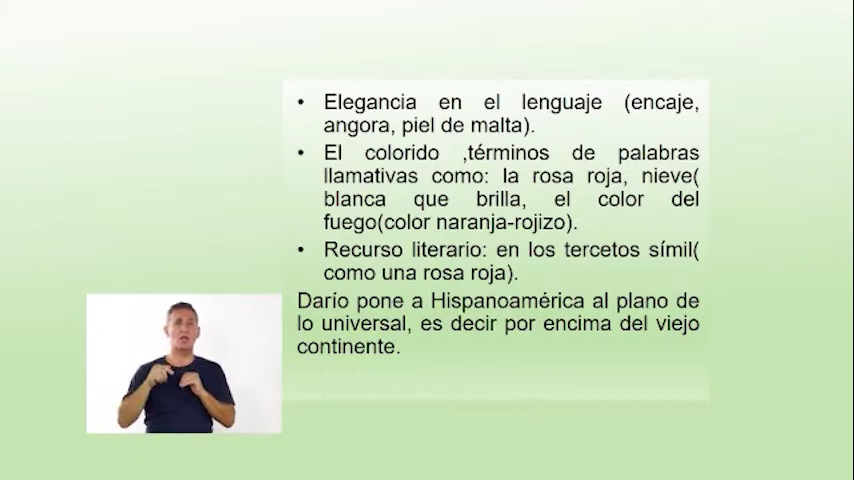 • Elegancia en el lenguaje (encaje,
angora, piel de malta).
• El colorido ,términos de palabras
llamativas como: la rosa roja, nieve(
blanca que brilla, el color del
fuego(color naranja-rojizo).
• Recurso literario: en los tercetos símil(
como una rosa roja).
Darío pone a Hispanoamérica al plano de
lo universal, es decir por encima del viejo
continente.